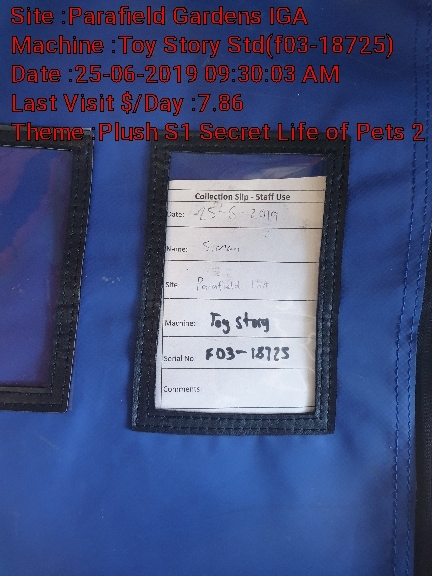 Site :Parafield Gardens IGA
Machine :Toy Story Std(f03-18725)
Date :25-06-2019 09:30:03 AM
Last Visit $/Day :7.86
Theme :Plush S1 Secret Life of Pets 2
Collection Slip - Staff Use
Date: 25-6-2019
Name:
Site: Parafield IGA
Machine: Toy Story
Serial No F03-18725
Comments: